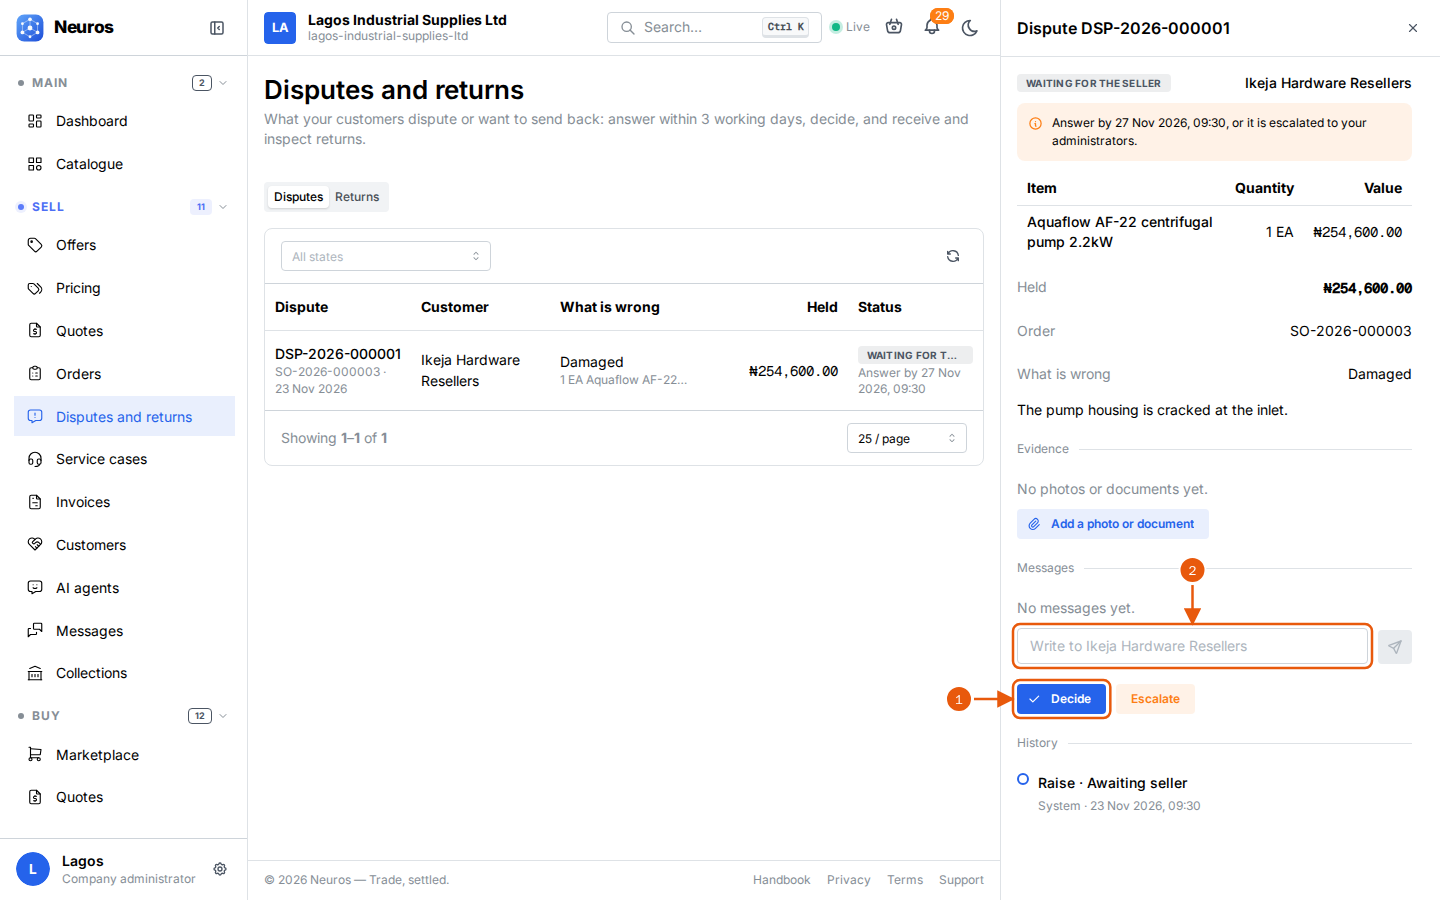 Neuros
MAIN
2
Dashboard
Catalogue
SELL
11
Offers
Pricing
Quotes
Orders
Disputes and returns
Service cases
Invoices
Customers
AI agents
Messages
Collections
BUY
12
Marketplace
Quotes
L
Lagos
Company administrator
LA
Lagos Industrial Supplies Ltd
lagos-industrial-supplies-ltd
Search...
Ctrl K
Live
29
Disputes and returns
What your customers dispute or want to send back: answer within 3 working days, decide, and receive and
inspect returns.
Disputes Returns
All states
Dispute Customer What is wrong Held Status
DSP-2026-000001
SO-2026-000003 ·
23 Nov 2026
Ikeja Hardware
Resellers
Damaged
1 EA Aquaflow AF-22...
₦254,600.00
WAITING FOR T...
Answer by 27 Nov
2026, 09:30
Showing 1–1 of 1
25 / page
© 2026 Neuros — Trade, settled.
Handbook Privacy Terms Support
Dispute DSP-2026-000001
WAITING FOR THE SELLER
Ikeja Hardware Resellers
Answer by 27 Nov 2026, 09:30, or it is escalated to your
administrators.
Item Quantity Value
Aquaflow AF-22 centrifugal
pump 2.2kW
1 EA
₦254,600.00
Held ₦254,600.00
Order SO-2026-000003
What is wrong Damaged
The pump housing is cracked at the inlet.
Evidence
No photos or documents yet.
Add a photo or document
Messages
2
No messages yet.
Write to Ikeja Hardware Resellers
1
Decide
Escalate
History
Raise · Awaiting seller
System · 23 Nov 2026, 09:30